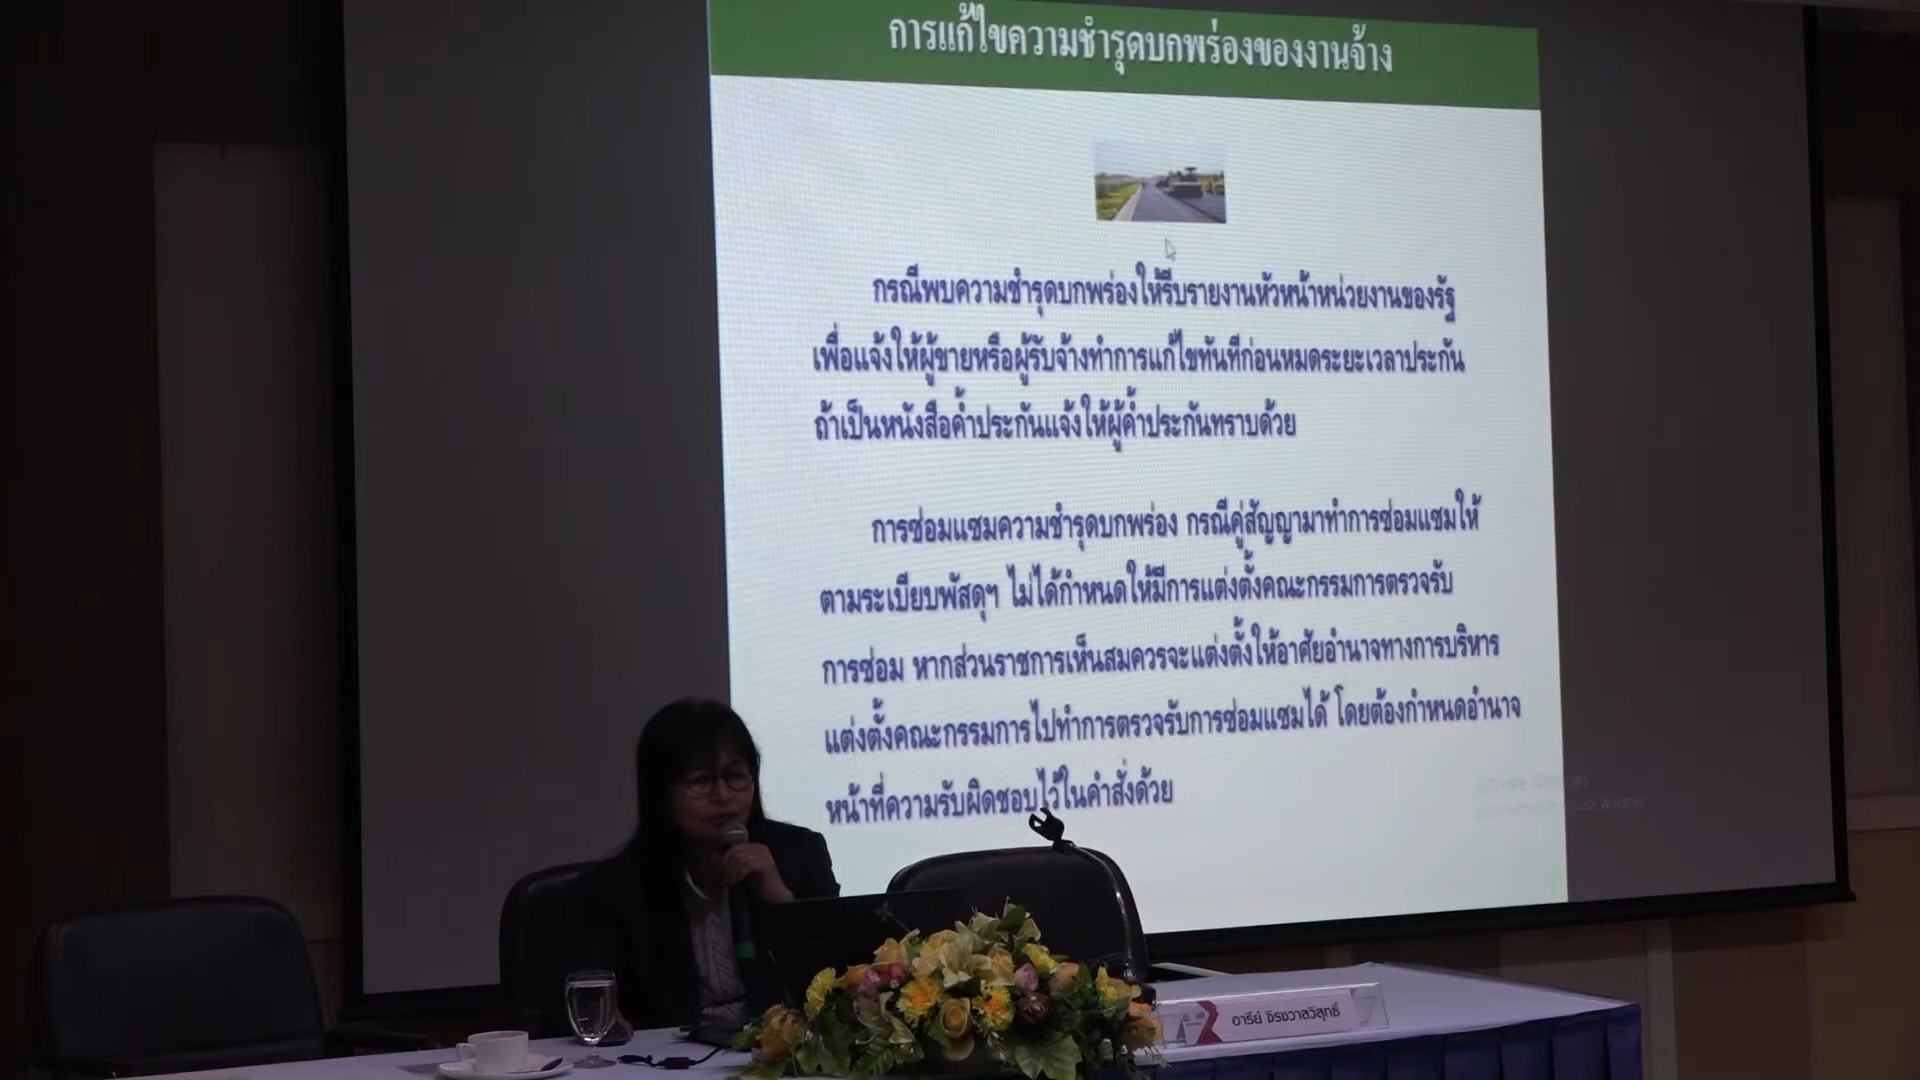 การแก้ไขความชำรุดบกพร่องของงานจ้าง
กรณีพบความชำรุดบกพร่องให้รีบรายงานหัวหน้าหน่วยงานของรัฐ
เพื่อแจ้งให้ผู้ขายหรือผู้รับจ้างทำการแก้ไขทันทีก่อนหมดระยะเวลาประกัน
ถ้าเป็นหนังสือค้ำประกันแจ้งให้ผู้ค้ำประกันทราบด้วย
การซ่อมแซมความชำรุดบกพร่อง กรณีคู่สัญญามาทำการซ่อมแซมให้
ตามระเบียบพัสดุฯ ไม่ได้กำหนดให้มีการแต่งตั้งคณะกรรมการตรวจรับ
การซ่อม หากส่วนราชการเห็นสมควรจะแต่งตั้งให้อาศัยอำนาจทางการบริหาร
แต่งตั้งคณะกรรมการไปทำการตรวจรับการซ่อมแซมได้ โดยต้องกำหนดอำนาจ
หน้าที่ความรับผิดชอบไว้ในคำสั่งด้วย
Activate Windows
อารีย์ จิรชวาลวิสุทธิ์